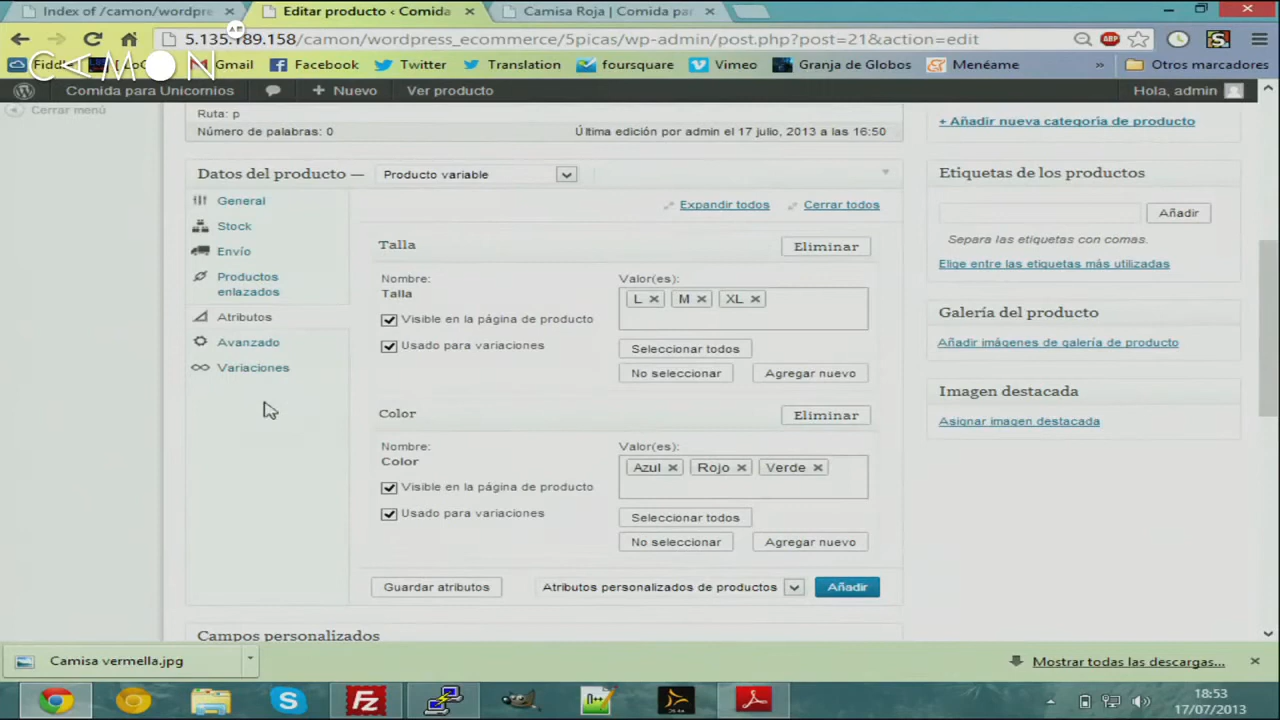 Index of /camon/wordpre
Editar producto ‹ Comida
Camisa Roja | Comida par
5.135.189.158/camon/wordpress_ecommerce/5picas/wp-admin/post.php?post=21&action=edit
CAMON
Fiddl
Gmail
Facebook
Twitter
Translation
foursquare
Vimeo
Granja de Globos
Menéame
»
Otros marcadores
Comida para Unicornios
+ Nuevo
Ver producto
Hola, admin
Cerrar menú
Ruta: p
Número de palabras: 0
Última edición por admin el 17 julio, 2013 a las 16:50
+ Añadir nueva categoría de producto
Datos del producto —
Producto variable
General
Stock
Envío
Productos
enlazados
Atributos
Avanzado
Variaciones
Expandir todos
Cerrar todos
Talla
Eliminar
Nombre:
Talla
Valor(es):
L × M × XL ×
Visible en la página de producto
Usado para variaciones
Seleccionar todos
No seleccionar
Agregar nuevo
Color
Eliminar
Nombre:
Color
Valor(es):
Azul × Rojo × Verde ×
Visible en la página de producto
Usado para variaciones
Seleccionar todos
No seleccionar
Agregar nuevo
Guardar atributos
Atributos personalizados de productos
Añadir
Campos personalizados
Etiquetas de los productos
Añadir
Separa las etiquetas con comas.
Elige entre las etiquetas más utilizadas
Galería del producto
Añadir imágenes de galería de producto
Imagen destacada
Asignar imagen destacada
Camisa vermella.jpg
Mostrar todas las descargas...
18:53
17/07/2013